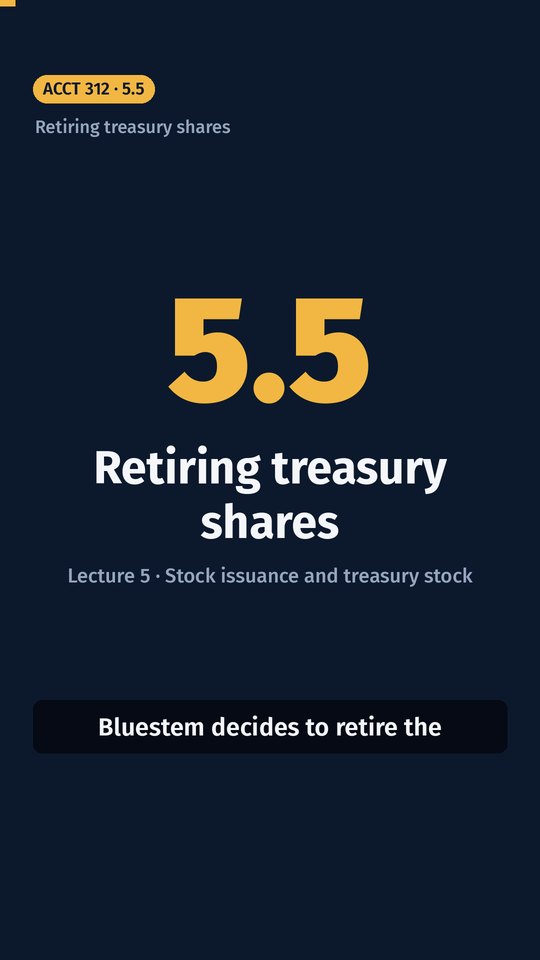 ACCT 312 · 5.5
Retiring treasury shares
5.5
Retiring treasury
shares
Lecture 5 · Stock issuance and treasury stock
Bluestem decides to retire the